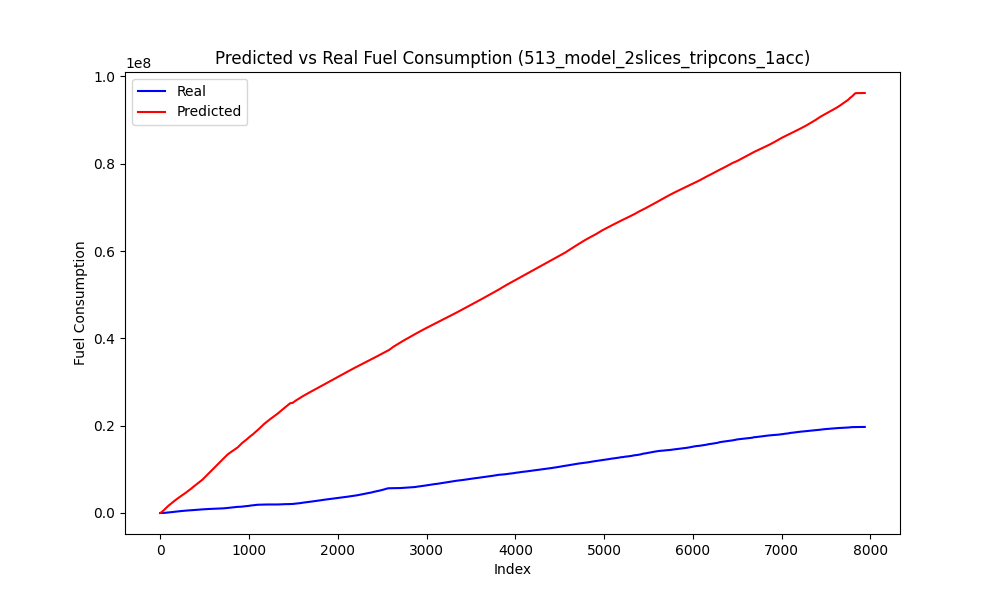 Predicted vs Real Fuel Consumption (513_model_2slices_tripcons_1acc)
1e8
Real
Predicted
1.0
0.8
0.6
0.4
0.2
0.0
Fuel Consumption
0 1000 2000 3000 4000 5000 6000 7000 8000
Index